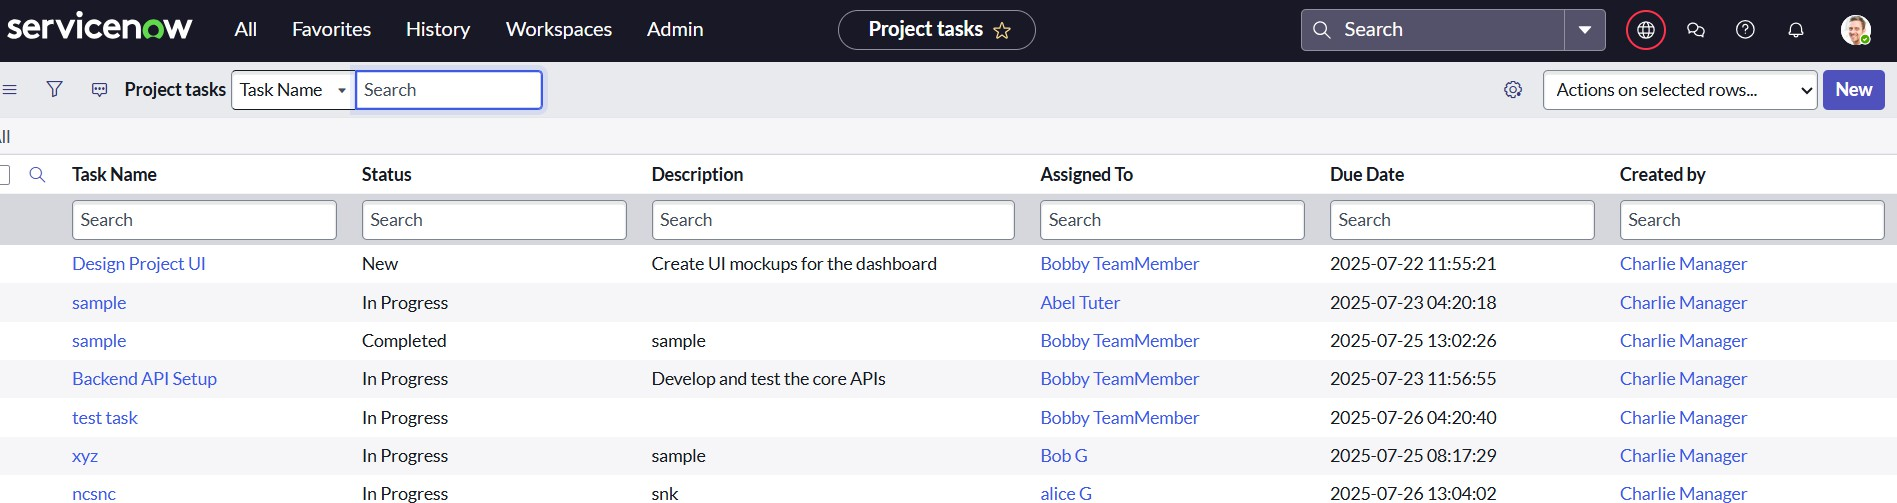 servicenow All Favorites History Workspaces Admin Project tasks Search
Project tasks Task Name Search Actions on selected rows... New
All
Task Name Status Description Assigned To Due Date Created by
Search Search Search Search Search Search
Design Project UI New Create UI mockups for the dashboard Bobby TeamMember 2025-07-22 11:55:21 Charlie Manager
sample In Progress Abel Tuter 2025-07-23 04:20:18 Charlie Manager
sample Completed sample Bobby TeamMember 2025-07-25 13:02:26 Charlie Manager
Backend API Setup In Progress Develop and test the core APIs Bobby TeamMember 2025-07-23 11:56:55 Charlie Manager
test task In Progress Bobby TeamMember 2025-07-26 04:20:40 Charlie Manager
xyz In Progress sample Bob G 2025-07-25 08:17:29 Charlie Manager
ncsnc In Progress snk alice G 2025-07-26 13:04:02 Charlie Manager